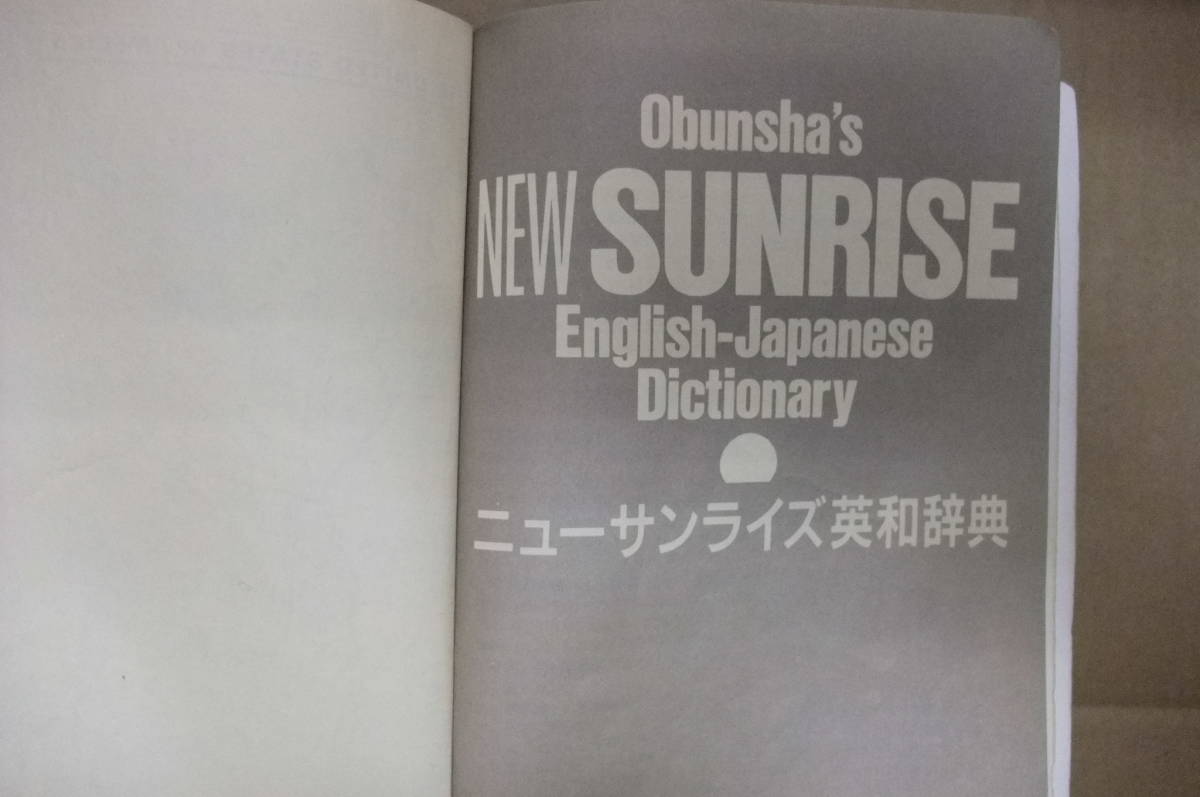 Obunsha's
NEW SUNRISE
English-Japanese
Dictionary
ニューサンライズ英和辞典